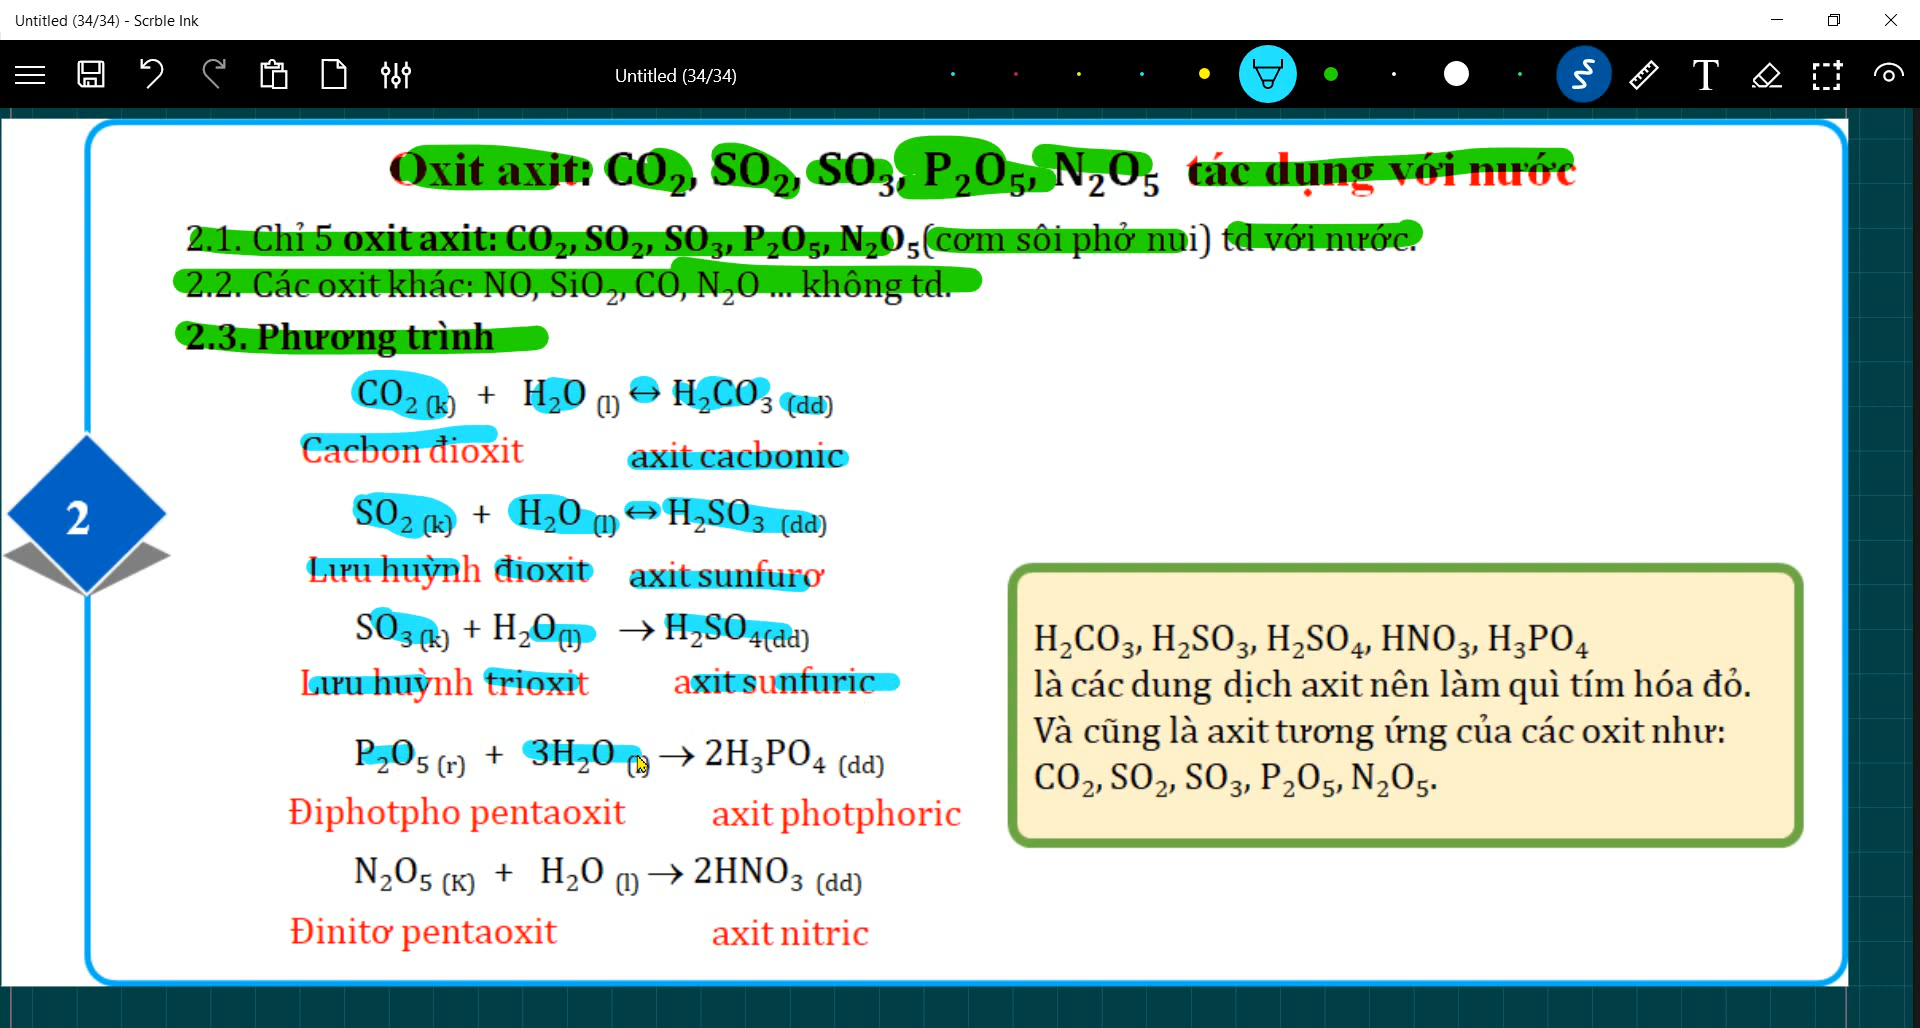 Untitled (34/34) - Scrble Ink
Untitled (34/34)
T
Oxit axit: CO₂, SO₂, SO₃, P₂O₅, N₂O₅ tác dụng với nước
2.1. Chỉ 5 oxit axit: CO₂, SO₂, SO₃, P₂O₅, N₂O₅(cơm sôi phở nui) td với nước.
2.2. Các oxit khác: NO, SiO₂, CO, N₂O ... không td.
2.3. Phương trình
CO₂ (k) + H₂O (l) ↔ H₂CO₃ (dd)
Cacbon đioxit axit cacbonic
SO₂ (k) + H₂O (l) ↔ H₂SO₃ (dd)
Lưu huỳnh đioxit axit sunfurơ
SO₃ (k) + H₂O(l) → H₂SO₄(dd)
Lưu huỳnh trioxit axit sunfuric
P₂O₅ (r) + 3H₂O (l) → 2H₃PO₄ (dd)
Điphotpho pentaoxit axit photphoric
N₂O₅ (K) + H₂O (l) → 2HNO₃ (dd)
Đinitơ pentaoxit axit nitric
2
H₂CO₃, H₂SO₃, H₂SO₄, HNO₃, H₃PO₄
là các dung dịch axit nên làm quì tím hóa đỏ.
Và cũng là axit tương ứng của các oxit như:
CO₂, SO₂, SO₃, P₂O₅, N₂O₅.